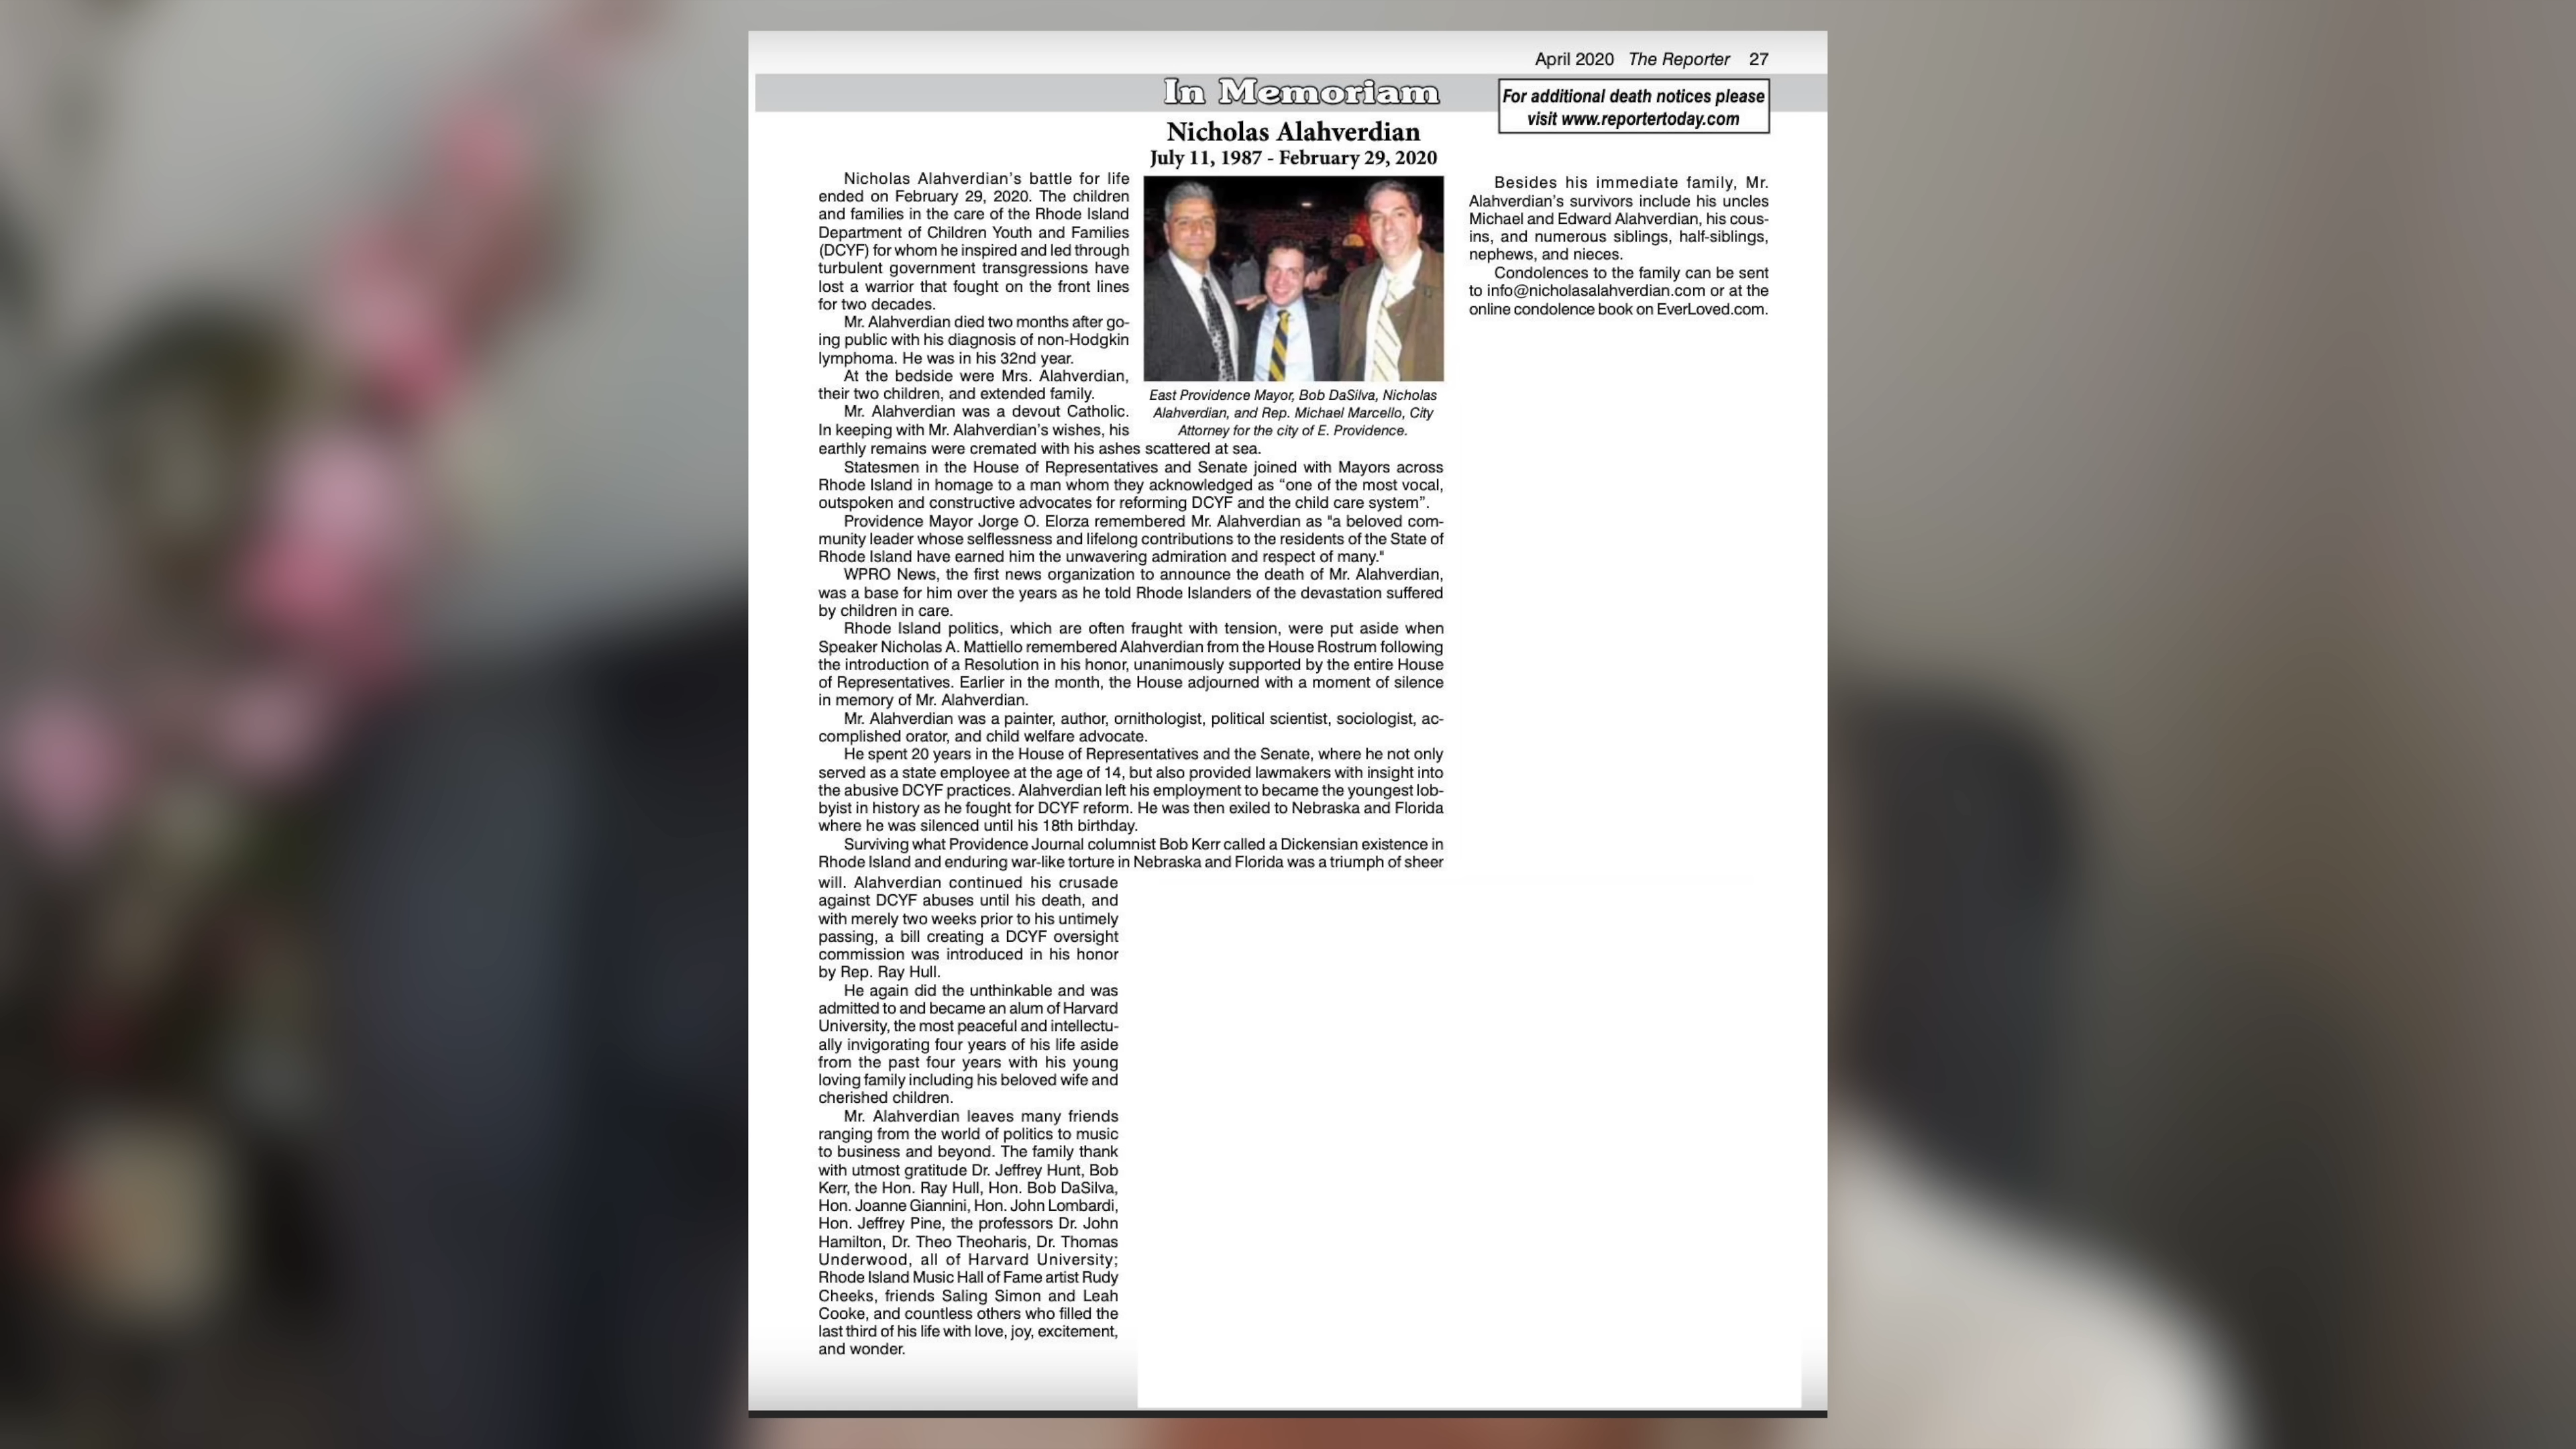 April 2020 The Reporter 27
In Memoriam
For additional death notices please
visit www.reportertoday.com
Nicholas Alahverdian
July 11, 1987 - February 29, 2020
Nicholas Alahverdian's battle for life
ended on February 29, 2020. The children
and families in the care of the Rhode Island
Department of Children Youth and Families
(DCYF) for whom he inspired and led through
turbulent government transgressions have
lost a warrior that fought on the front lines
for two decades.
Mr. Alahverdian died two months after go-
ing public with his diagnosis of non-Hodgkin
lymphoma. He was in his 32nd year.
At the bedside were Mrs. Alahverdian,
their two children, and extended family.
Mr. Alahverdian was a devout Catholic.
In keeping with Mr. Alahverdian's wishes, his
earthly remains were cremated with his ashes scattered at sea.
East Providence Mayor, Bob DaSilva, Nicholas
Alahverdian, and Rep. Michael Marcello, City
Attorney for the city of E. Providence.
Statesmen in the House of Representatives and Senate joined with Mayors across
Rhode Island in homage to a man whom they acknowledged as “one of the most vocal,
outspoken and constructive advocates for reforming DCYF and the child care system”.
Providence Mayor Jorge O. Elorza remembered Mr. Alahverdian as "a beloved com-
munity leader whose selflessness and lifelong contributions to the residents of the State of
Rhode Island have earned him the unwavering admiration and respect of many."
WPRO News, the first news organization to announce the death of Mr. Alahverdian,
was a base for him over the years as he told Rhode Islanders of the devastation suffered
by children in care.
Rhode Island politics, which are often fraught with tension, were put aside when
Speaker Nicholas A. Mattiello remembered Alahverdian from the House Rostrum following
the introduction of a Resolution in his honor, unanimously supported by the entire House
of Representatives. Earlier in the month, the House adjourned with a moment of silence
in memory of Mr. Alahverdian.
Mr. Alahverdian was a painter, author, ornithologist, political scientist, sociologist, ac-
complished orator, and child welfare advocate.
He spent 20 years in the House of Representatives and the Senate, where he not only
served as a state employee at the age of 14, but also provided lawmakers with insight into
the abusive DCYF practices. Alahverdian left his employment to became the youngest lob-
byist in history as he fought for DCYF reform. He was then exiled to Nebraska and Florida
where he was silenced until his 18th birthday.
Surviving what Providence Journal columnist Bob Kerr called a Dickensian existence in
Rhode Island and enduring war-like torture in Nebraska and Florida was a triumph of sheer
will. Alahverdian continued his crusade
against DCYF abuses until his death, and
with merely two weeks prior to his untimely
passing, a bill creating a DCYF oversight
commission was introduced in his honor
by Rep. Ray Hull.
He again did the unthinkable and was
admitted to and became an alum of Harvard
University, the most peaceful and intellectu-
ally invigorating four years of his life aside
from the past four years with his young
loving family including his beloved wife and
cherished children.
Mr. Alahverdian leaves many friends
ranging from the world of politics to music
to business and beyond. The family thank
with utmost gratitude Dr. Jeffrey Hunt, Bob
Kerr, the Hon. Ray Hull, Hon. Bob DaSilva,
Hon. Joanne Giannini, Hon. John Lombardi,
Hon. Jeffrey Pine, the professors Dr. John
Hamilton, Dr. Theo Theoharis, Dr. Thomas
Underwood, all of Harvard University;
Rhode Island Music Hall of Fame artist Rudy
Cheeks, friends Saling Simon and Leah
Cooke, and countless others who filled the
last third of his life with love, joy, excitement,
and wonder.
Besides his immediate family, Mr.
Alahverdian's survivors include his uncles
Michael and Edward Alahverdian, his cous-
ins, and numerous siblings, half-siblings,
nephews, and nieces.
Condolences to the family can be sent
to info@nicholasalahverdian.com or at the
online condolence book on EverLoved.com.